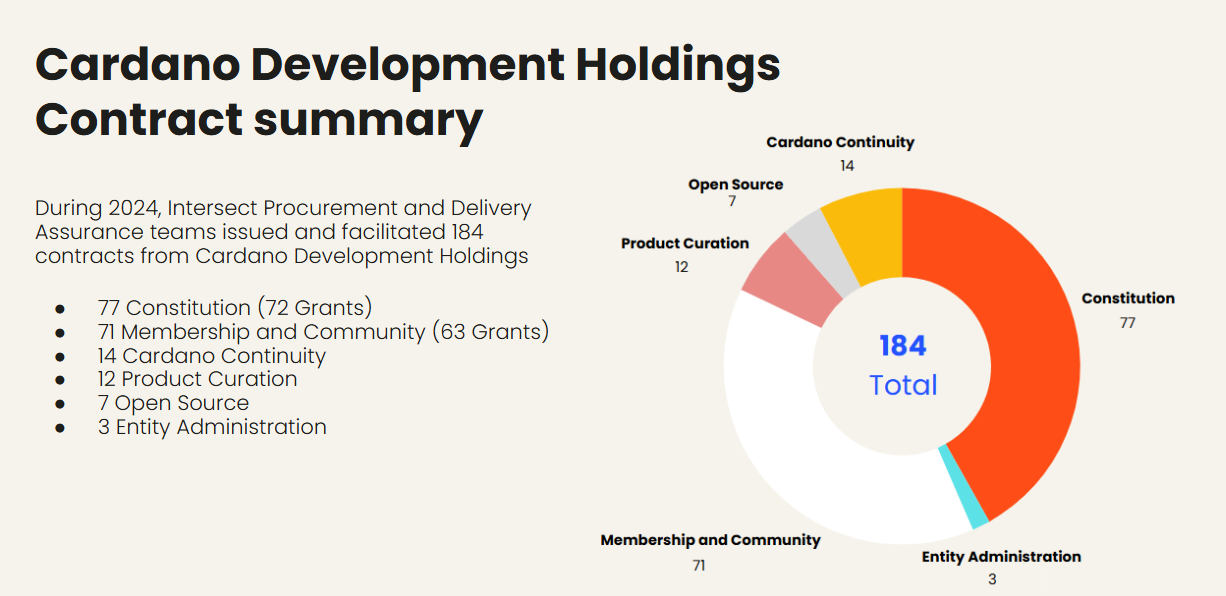 Cardano Development Holdings
Contract summary
During 2024, Intersect Procurement and Delivery
Assurance teams issued and facilitated 184
contracts from Cardano Development Holdings
● 77 Constitution (72 Grants)
● 71 Membership and Community (63 Grants)
● 14 Cardano Continuity
● 12 Product Curation
● 7 Open Source
● 3 Entity Administration
Cardano Continuity
14
Open Source
7
Product Curation
12
Constitution
77
184
Total
Membership and Community
71
Entity Administration
3